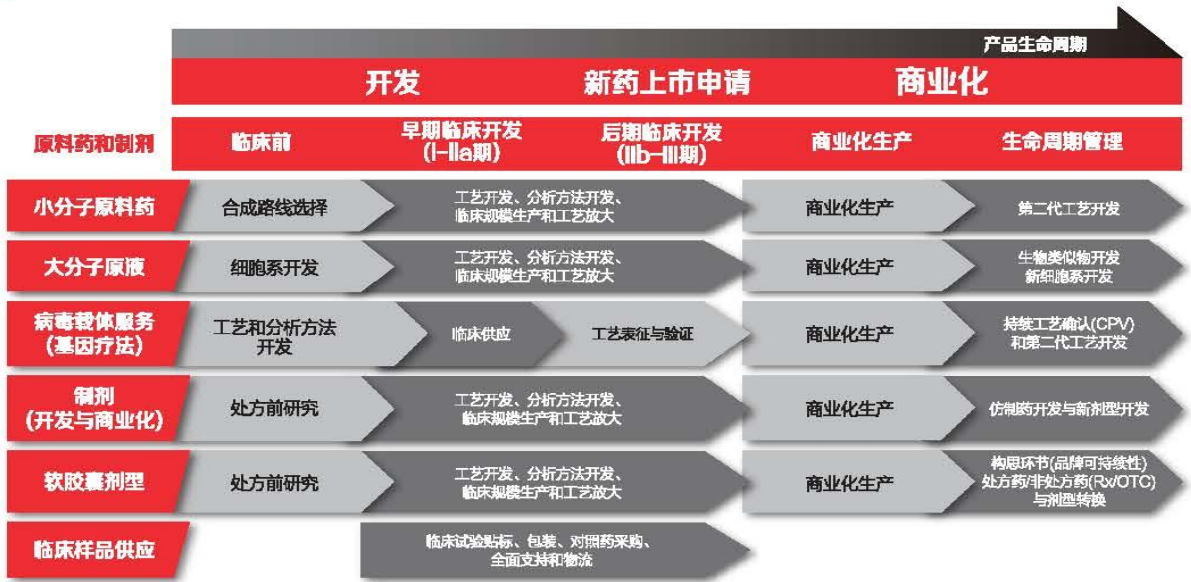 产品生命周期
开发
新药上市申请
商业化
原料药和制剂
临床前
早期临床开发
(I-IIa期)
后期临床开发
(IIb-III期)
商业化生产
生命周期管理
小分子原料药
合成路线选择
工艺开发、分析方法开发、
临床规模生产和工艺放大
商业化生产
第二代工艺开发
大分子原液
细胞系开发
工艺开发、分析方法开发、
临床规模生产和工艺放大
商业化生产
生物类似物开发
新细胞系开发
病毒载体服务
(基因疗法)
工艺和分析方法
开发
临床供应
工艺表征与验证
商业化生产
持续工艺确认(CPV)
和第二代工艺开发
制剂
(开发与商业化)
处方前研究
工艺开发、分析方法开发、
临床规模生产和工艺放大
商业化生产
仿制药开发与新剂型开发
软胶囊剂型
处方前研究
工艺开发、分析方法开发、
临床规模生产和工艺放大
商业化生产
构思环节(品牌可持续性)
处方药/非处方药(Rx/OTC)
与剂型转换
临床样品供应
临床试验贴标、包装、对照药采购、
全面支持和物流